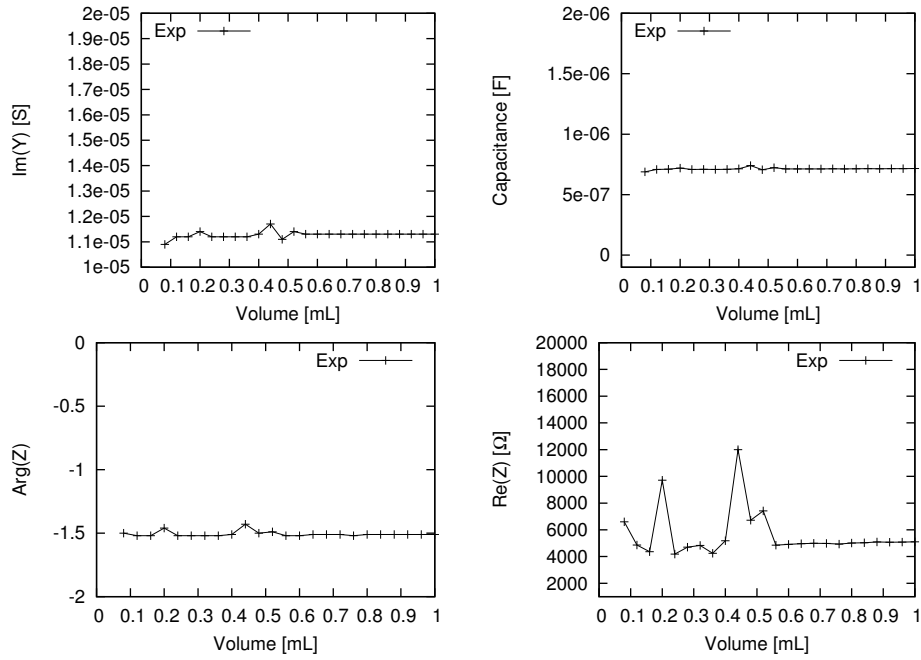 2e-05
1.9e-05
1.8e-05
1.7e-05
1.6e-05
1.5e-05
1.4e-05
1.3e-05
1.2e-05
1.1e-05
1e-05
Im(Y) [S]
Exp
0 0.1 0.2 0.3 0.4 0.5 0.6 0.7 0.8 0.9 1
Volume [mL]
2e-06
1.5e-06
1e-06
5e-07
0
Capacitance [F]
Exp
0 0.1 0.2 0.3 0.4 0.5 0.6 0.7 0.8 0.9 1
Volume [mL]
0
-0.5
-1
-1.5
-2
Arg(Z)
Exp
0 0.1 0.2 0.3 0.4 0.5 0.6 0.7 0.8 0.9 1
Volume [mL]
20000
18000
16000
14000
12000
10000
8000
6000
4000
2000
Re(Z) [Ω]
Exp
0 0.1 0.2 0.3 0.4 0.5 0.6 0.7 0.8 0.9 1
Volume [mL]